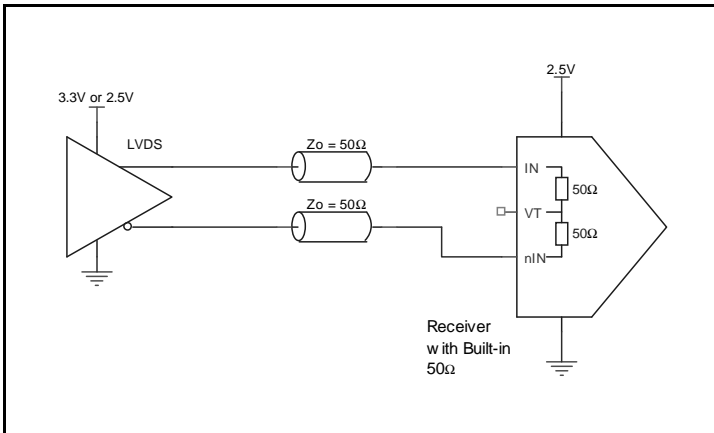 3.3V or 2.5V
LVDS
Zo = 50Ω
Zo = 50Ω
2.5V
IN
50Ω
VT
50Ω
nIN
Receiver
with Built-in
50Ω